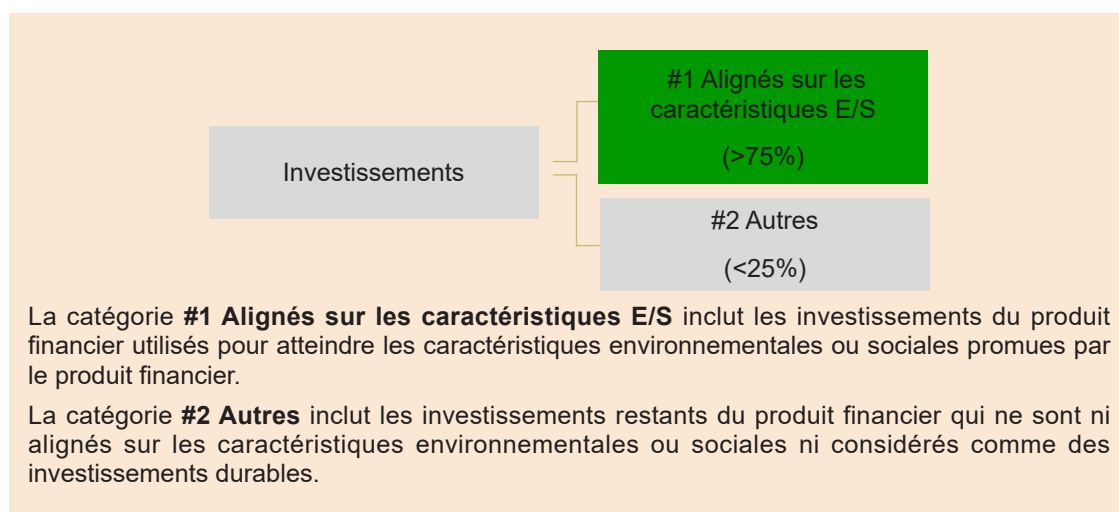 #1 Alignés sur les
caractéristiques E/S
(>75%)
Investissements
#2 Autres
(<25%)
La catégorie #1 Alignés sur les caractéristiques E/S inclut les investissements du produit
financier utilisés pour atteindre les caractéristiques environnementales ou sociales promues par
le produit financier.
La catégorie #2 Autres inclut les investissements restants du produit financier qui ne sont ni
alignés sur les caractéristiques environnementales ou sociales ni considérés comme des
investissements durables.